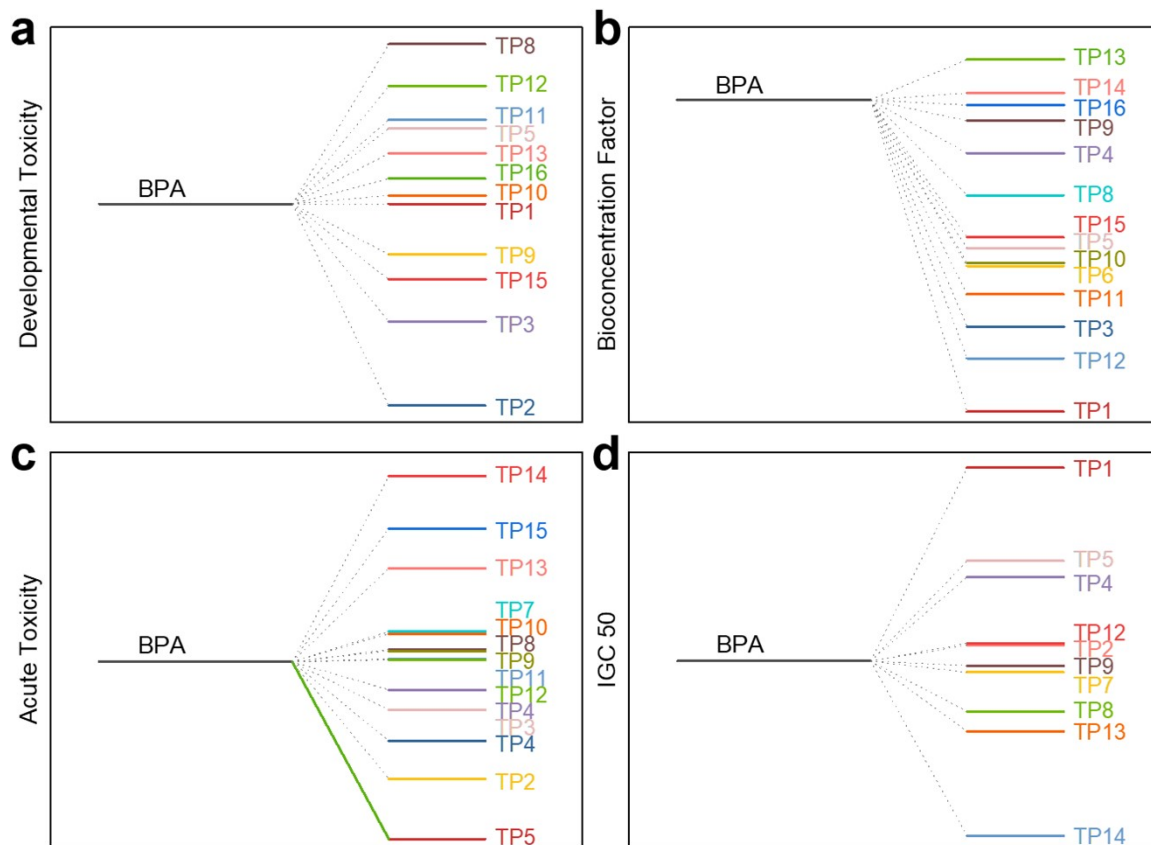 a
Developmental Toxicity
BPA
TP8
TP12
TP11
TP5
TP13
TP16
TP10
TP1
TP9
TP15
TP3
TP2
b
Bioconcentration Factor
BPA
TP13
TP14
TP16
TP9
TP4
TP8
TP15
TP5
TP10
TP6
TP11
TP3
TP12
TP1
c
Acute Toxicity
BPA
TP14
TP15
TP13
TP7
TP10
TP8
TP9
TP11
TP12
TP4
TP3
TP4
TP2
TP5
d
IGC 50
BPA
TP1
TP5
TP4
TP12
TP2
TP9
TP7
TP8
TP13
TP14